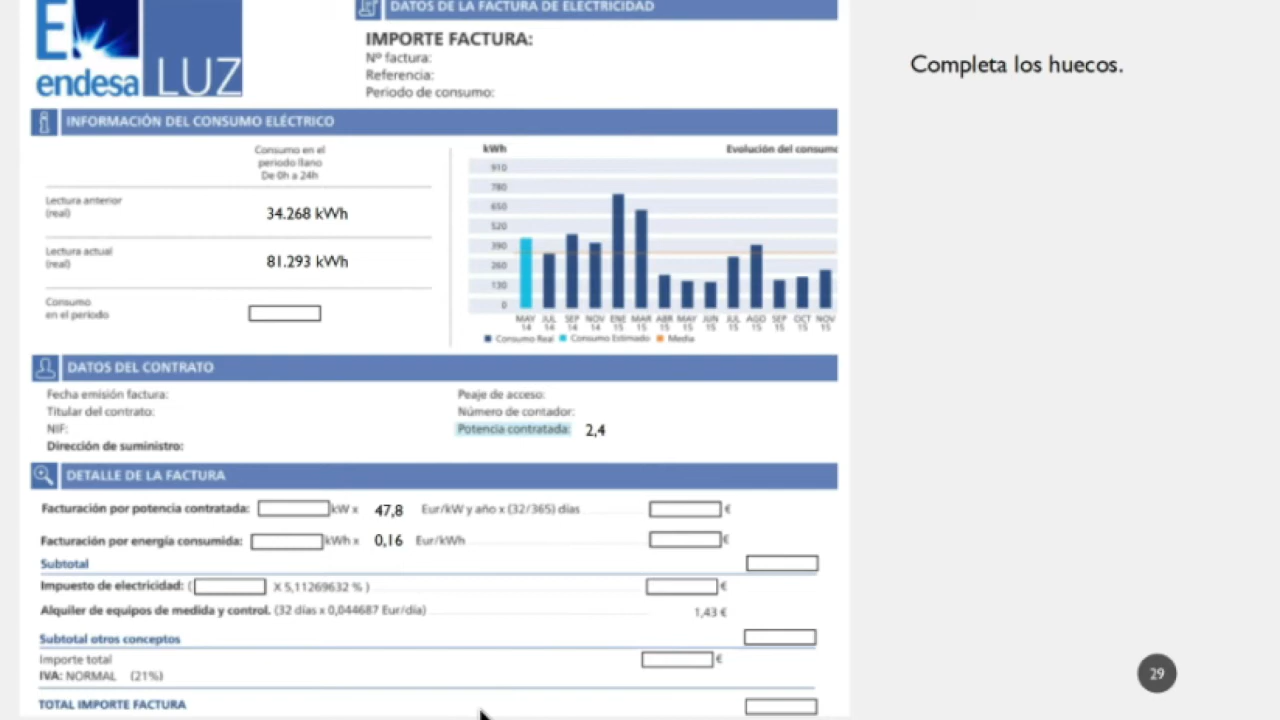 DATOS DE LA FACTURA DE ELECTRICIDAD
endesa LUZ
IMPORTE FACTURA:
Nº factura:
Referencia:
Periodo de consumo:
Completa los huecos.
INFORMACIÓN DEL CONSUMO ELÉCTRICO
Consumo en el
periodo llano
De 0h a 24h
Lectura anterior
(real)
34.268 kWh
Lectura actual
(real)
81.293 kWh
Consumo
en el periodo
kWh
Evolución del consumo
910
780
650
520
390
260
130
0
MAY JUL SEP NOV ENE MAR ABR MAY JUN JUL AGO SEP OCT NOV
14 14 14 14 15 15 15 15 15 15 15 15 15 15
Consumo Real Consumo Estimado Media
DATOS DEL CONTRATO
Fecha emisión factura:
Titular del contrato:
NIF:
Dirección de suministro:
Peaje de acceso:
Número de contador:
Potencia contratada: 2,4
DETALLE DE LA FACTURA
Facturación por potencia contratada: kW x 47,8 Eur/kW y año x (32/365) días €
Facturación por energía consumida: kWh x 0,16 Eur/kWh €
Subtotal
Impuesto de electricidad: ( X 5,11269632 % ) €
Alquiler de equipos de medida y control. (32 días x 0,044687 Eur/día) 1,43 €
Subtotal otros conceptos
Importe total €
IVA: NORMAL (21%)
TOTAL IMPORTE FACTURA
29